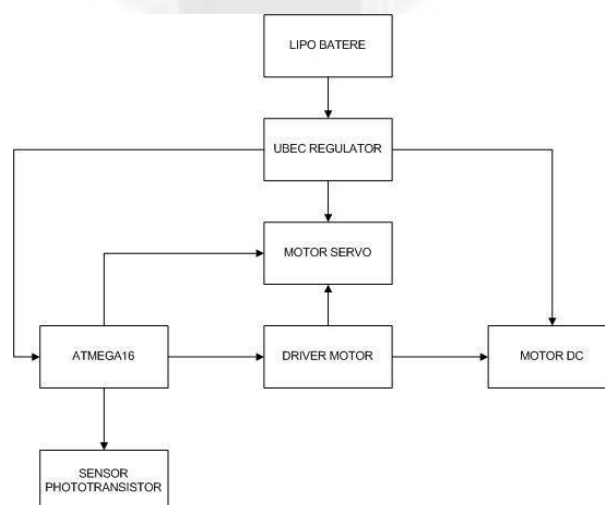 LIPO BATERE
UBEC REGULATOR
MOTOR SERVO
ATMEGA16
DRIVER MOTOR
MOTOR DC
SENSOR
PHOTOTRANSISTOR